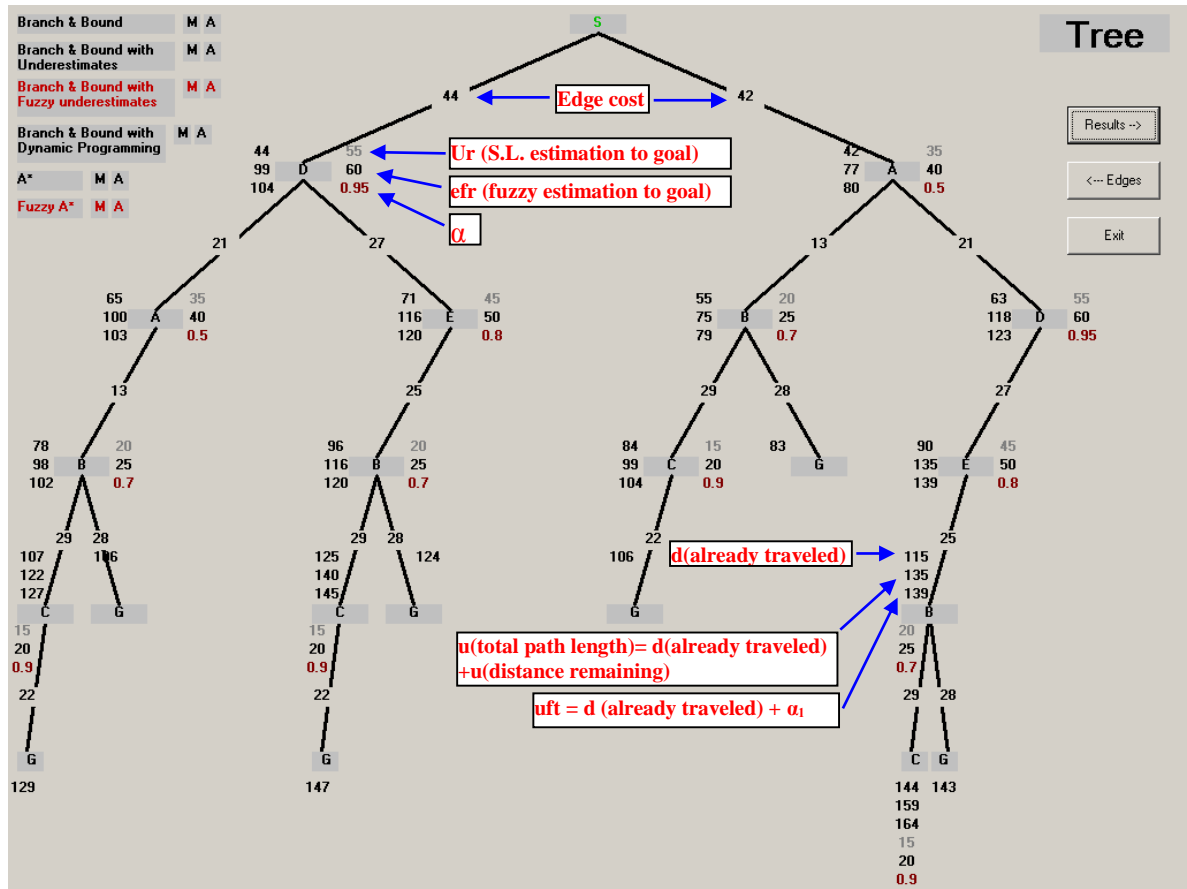 Branch & Bound M A
Branch & Bound with
Underestimates M A
Branch & Bound with
Fuzzy underestimates M A
Branch & Bound with
Dynamic Programming M A
A* M A
Fuzzy A* M A
S
Tree
Results -->
<--- Edges
Exit
44 Edge cost 42
44 55 Ur (S.L. estimation to goal)
99 D 60 efr (fuzzy estimation to goal)
104 0.95 α
42 35
77 A 40
80 0.5
21 27 13 21
65 35 71 45 55 20 63 55
100 A 40 116 E 50 75 B 25 118 D 60
103 0.5 120 0.8 79 0.7 123 0.95
13 25 29 28 27
78 20 96 20 84 15 83 90 45
98 B 25 116 B 25 99 C 20 G 135 E 50
102 0.7 120 0.7 104 0.9 139 0.8
29 28 29 28 22 25
107 106 125 124 106 d(already traveled) 115
122 140 135
127 145 139
C G C G G B
u(total path length)= d(already traveled)
+u(distance remaining)
uft = d (already traveled) + α₁
15 15 20
20 20 25
0.9 0.9 0.7
22 22 29 28
G G C G
129 147 144 143
159
164
15
20
0.9